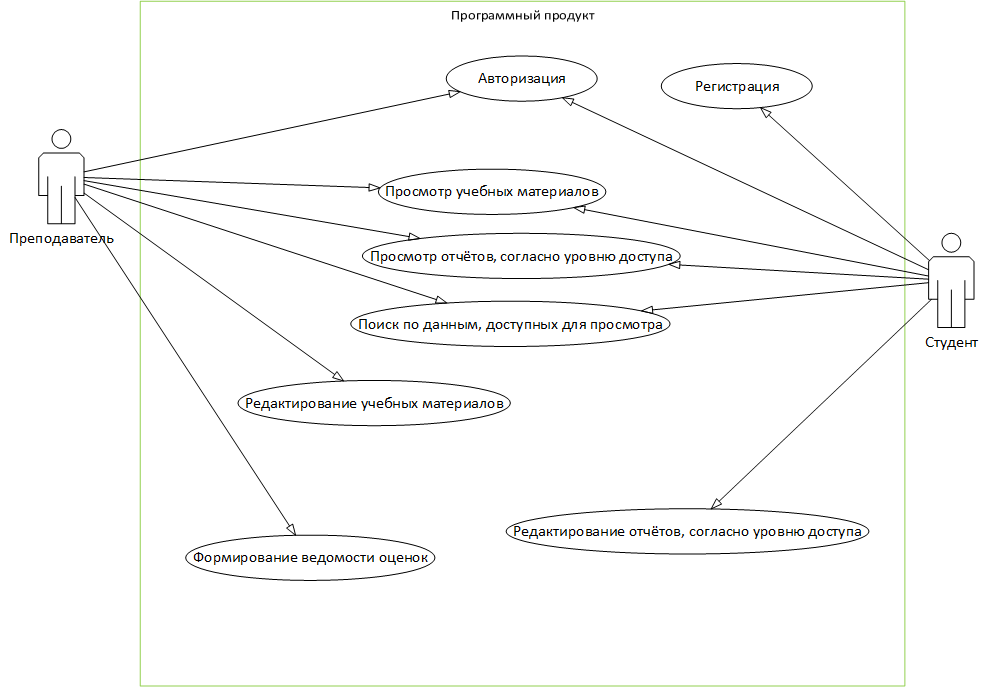 Программный продукт
Авторизация
Регистрация
Просмотр учебных материалов
Преподаватель
Просмотр отчётов, согласно уровню доступа
Поиск по данным, доступных для просмотра
Студент
Редактирование учебных материалов
Редактирование отчётов, согласно уровню доступа
Формирование ведомости оценок